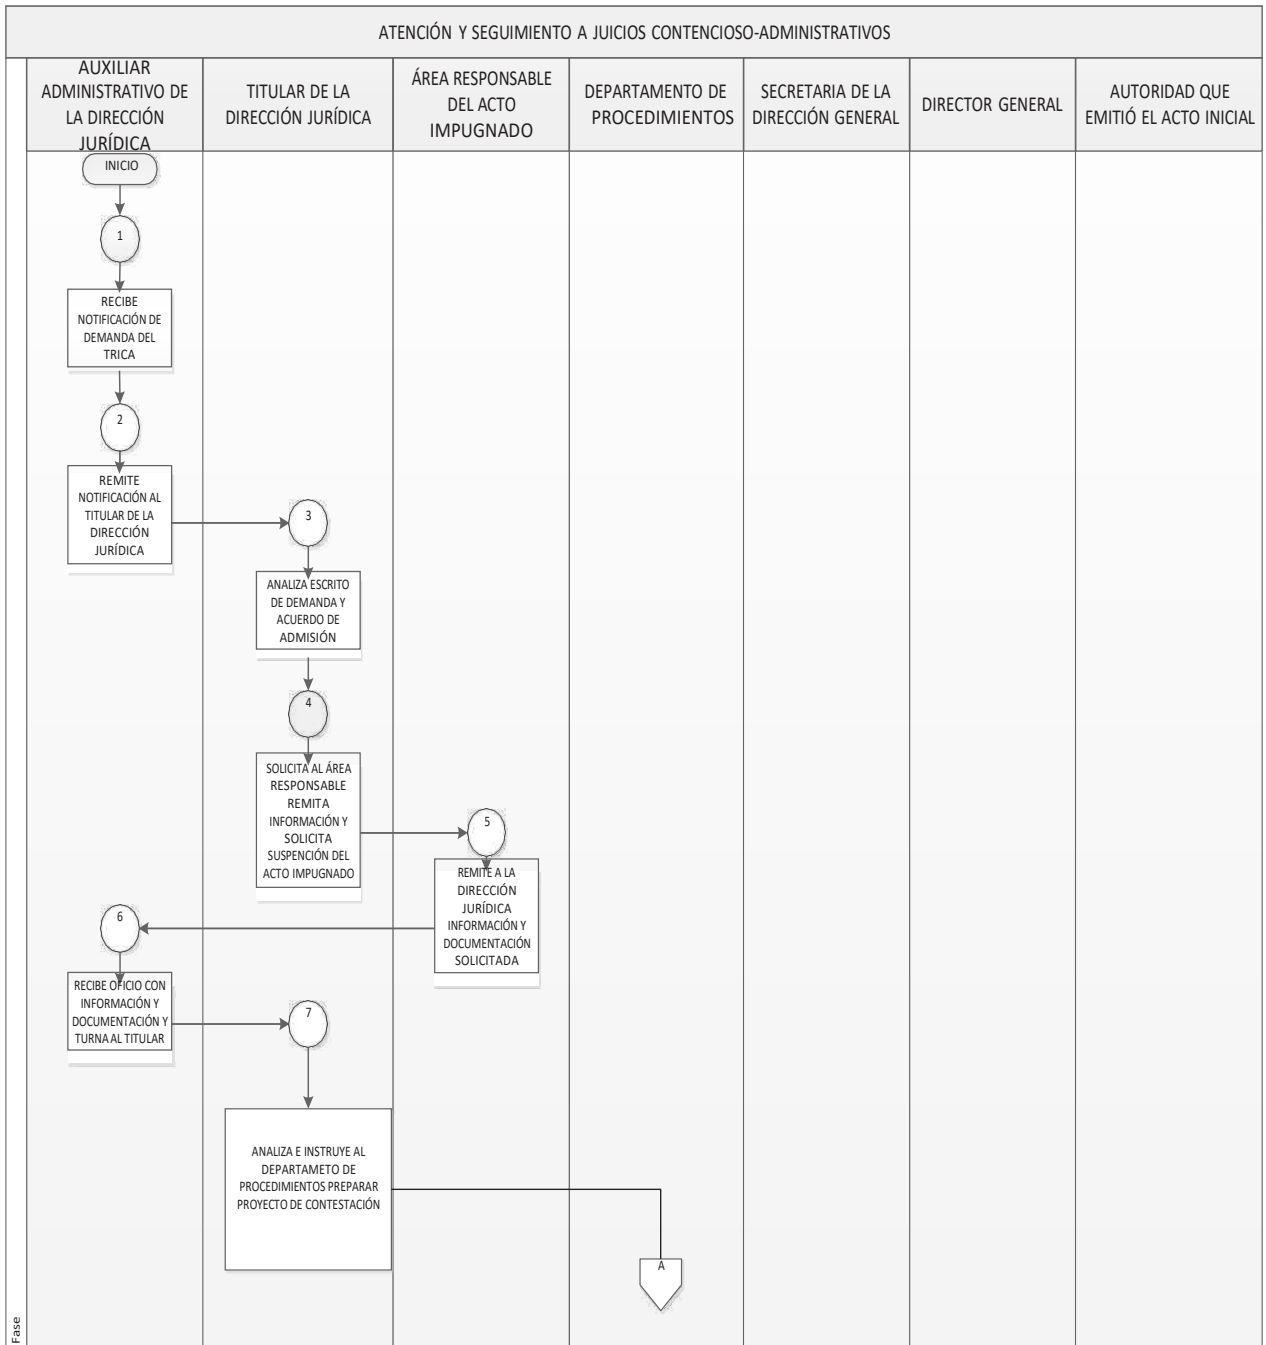 ATENCIÓN Y SEGUIMIENTO A JUICIOS CONTENCIOSO-ADMINISTRATIVOS
AUXILIAR
ADMINISTRATIVO DE
LA DIRECCIÓN
JURÍDICA
TITULAR DE LA
DIRECCIÓN JURÍDICA
ÁREA RESPONSABLE
DEL ACTO
IMPUGNADO
DEPARTAMENTO DE
PROCEDIMIENTOS
SECRETARIA DE LA
DIRECCIÓN GENERAL
DIRECTOR GENERAL
AUTORIDAD QUE
EMITIÓ EL ACTO INICIAL
INICIO
1
RECIBE
NOTIFICACIÓN DE
DEMANDA DEL
TRICA
2
REMITE
NOTIFICACIÓN AL
TITULAR DE LA
DIRECCIÓN
JURÍDICA
3
ANALIZA ESCRITO
DE DEMANDA Y
ACUERDO DE
ADMISIÓN
4
SOLICITA AL ÁREA
RESPONSABLE
REMITA
INFORMACIÓN Y
SOLICITA
SUSPENCIÓN DEL
ACTO IMPUGNADO
5
REMITE A LA
DIRECCIÓN
JURÍDICA
INFORMACIÓN Y
DOCUMENTACIÓN
SOLICITADA
6
RECIBE OFICIO CON
INFORMACIÓN Y
DOCUMENTACIÓN Y
TURNA AL TITULAR
7
ANALIZA E INSTRUYE AL
DEPARTAMETO DE
PROCEDIMIENTOS PREPARAR
PROYECTO DE CONTESTACIÓN
A
Fase